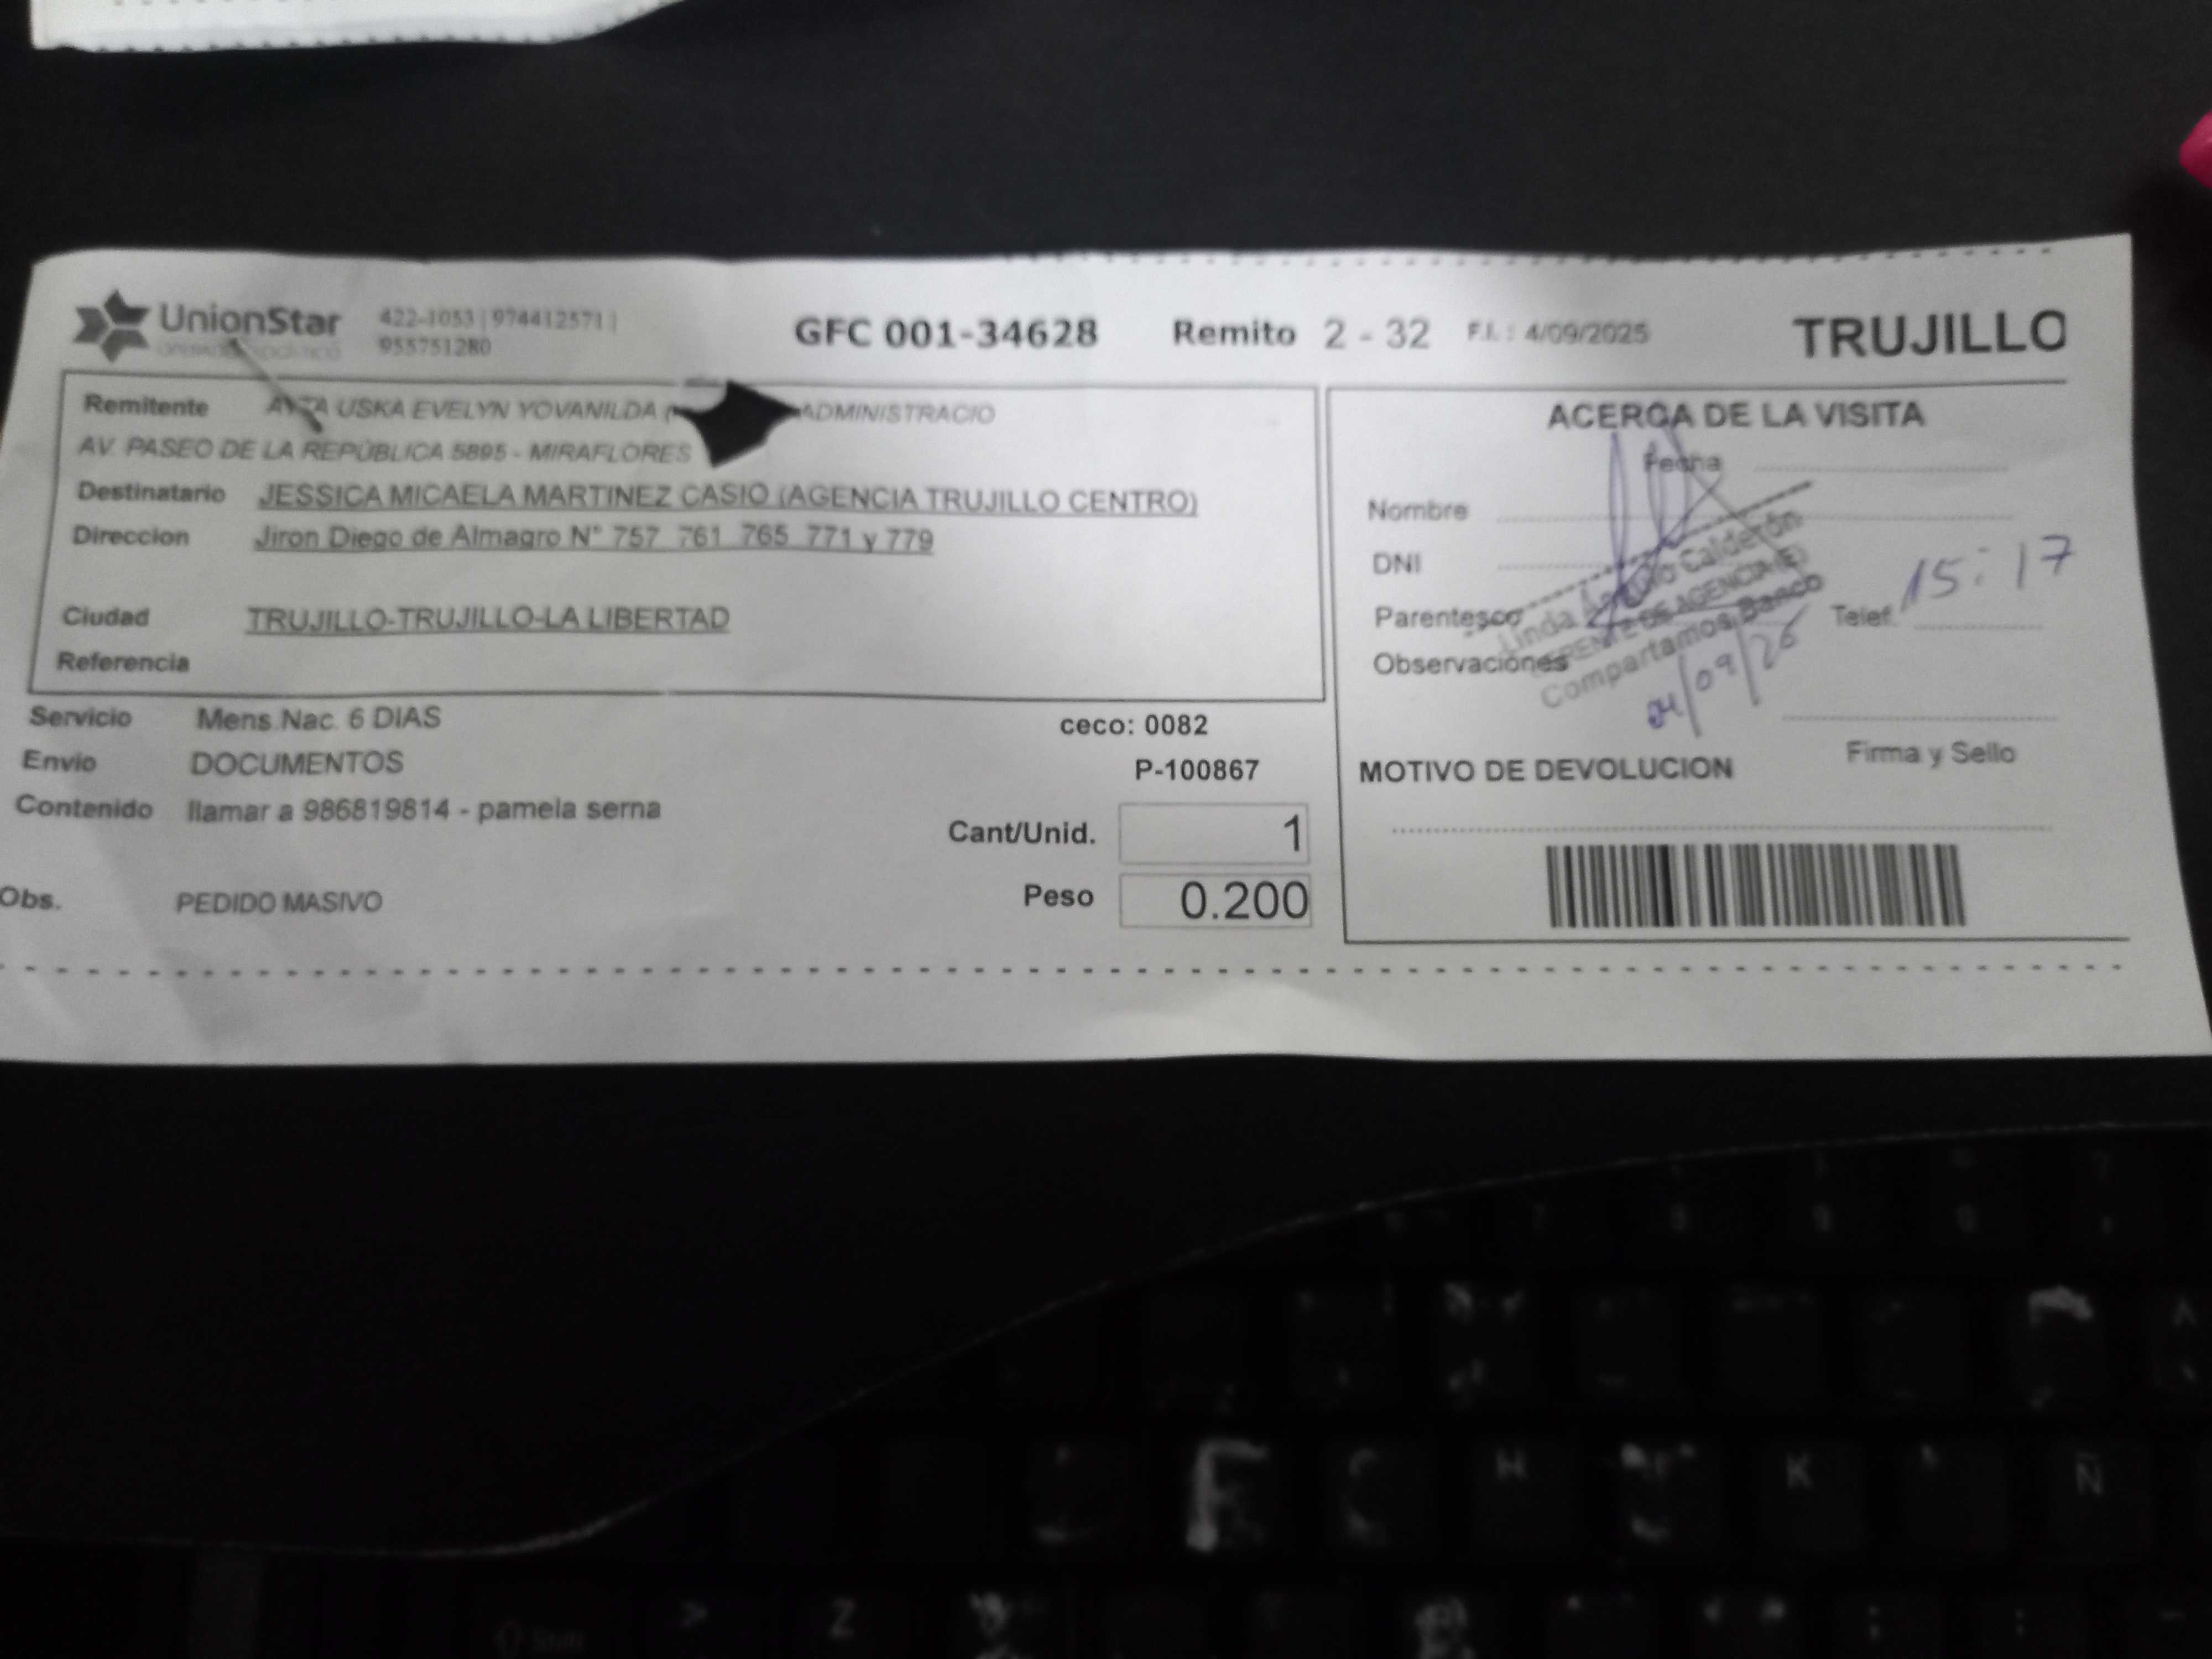 UnionStar
422-1053 | 974412571 |
955751280
GFC 001-34628 Remito 2 - 32 F.I. : 4/09/2025 TRUJILLO
Remitente USKA EVELYN YOVANILDA ( ADMINISTRACIO
AV. PASEO DE LA REPÚBLICA 5895 - MIRAFLORES
Destinatario JESSICA MICAELA MARTINEZ CASIO (AGENCIA TRUJILLO CENTRO)
Direccion Jiron Diego de Almagro N° 757 761 765 771 y 779
Ciudad TRUJILLO-TRUJILLO-LA LIBERTAD
Referencia
Servicio Mens.Nac. 6 DIAS
ceco: 0082
Envio DOCUMENTOS
P-100867
Contenido llamar a 986819814 - pamela serna
Cant/Unid. 1
Peso 0.200
Obs. PEDIDO MASIVO
ACERCA DE LA VISITA
Fecha
Nombre
DNI
Parentesco
Telef. 15:17
Observaciones
Linda Calderón
GERENTE DE AGENCIA (E)
Compartamos Banco
04/09/25
Firma y Sello
MOTIVO DE DEVOLUCION
H
K
Ñ
>
Z